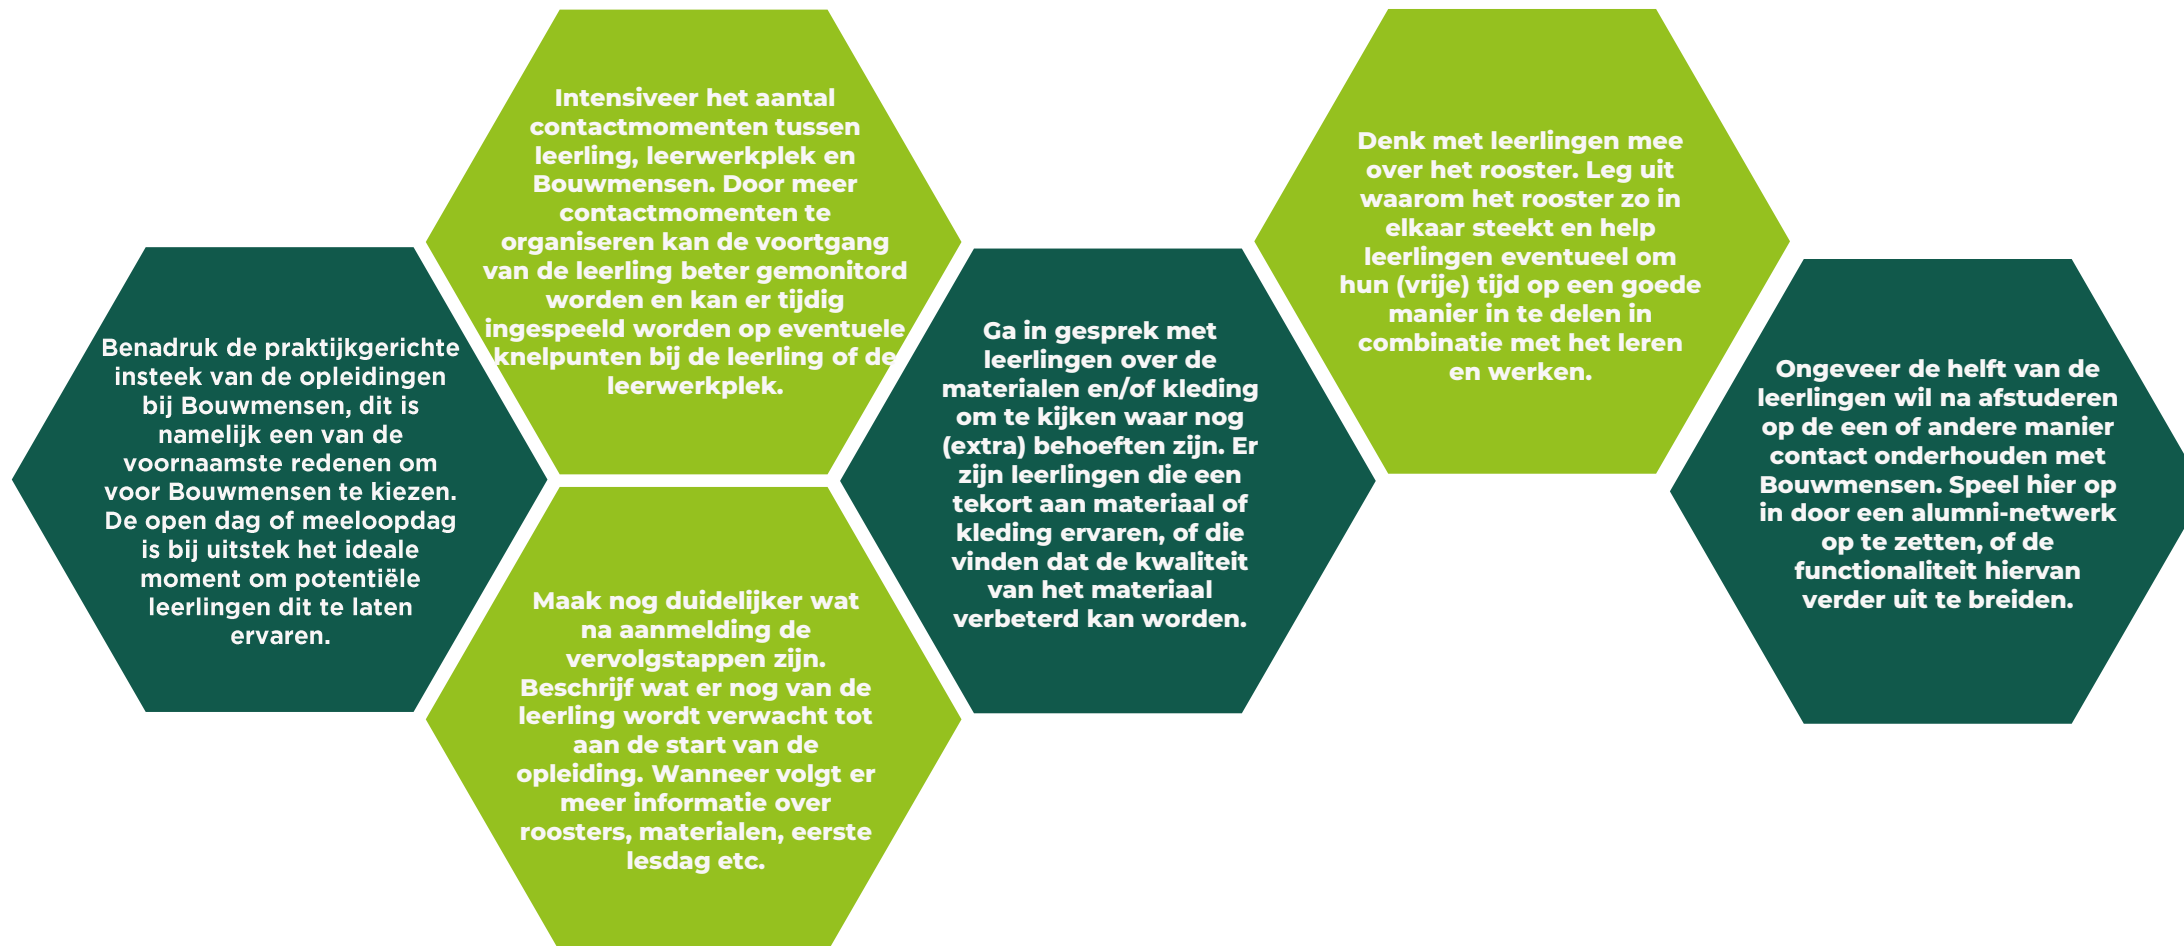 Benadruk de praktijkgerichte
insteek van de opleidingen
bij Bouwmensen, dit is
namelijk een van de
voornaamste redenen om
voor Bouwmensen te kiezen.
De open dag of meeloopdag
is bij uitstek het ideale
moment om potentiële
leerlingen dit te laten
ervaren.
Intensiveer het aantal
contactmomenten tussen
leerling, leerwerkplek en
Bouwmensen. Door meer
contactmomenten te
organiseren kan de voortgang
van de leerling beter gemonitord
worden en kan er tijdig
ingespeeld worden op eventuele
knelpunten bij de leerling of de
leerwerkplek.
Maak nog duidelijker wat
na aanmelding de
vervolgstappen zijn.
Beschrijf wat er nog van de
leerling wordt verwacht tot
aan de start van de
opleiding. Wanneer volgt er
meer informatie over
roosters, materialen, eerste
lesdag etc.
Ga in gesprek met
leerlingen over de
materialen en/of kleding
om te kijken waar nog
(extra) behoeften zijn. Er
zijn leerlingen die een
tekort aan materiaal of
kleding ervaren, of die
vinden dat de kwaliteit
van het materiaal
verbeterd kan worden.
Denk met leerlingen mee
over het rooster. Leg uit
waarom het rooster zo in
elkaar steekt en help
leerlingen eventueel om
hun (vrije) tijd op een goede
manier in te delen in
combinatie met het leren
en werken.
Ongeveer de helft van de
leerlingen wil na afstuderen
op de een of andere manier
contact onderhouden met
Bouwmensen. Speel hier op
in door een alumni-netwerk
op te zetten, of de
functionaliteit hiervan
verder uit te breiden.